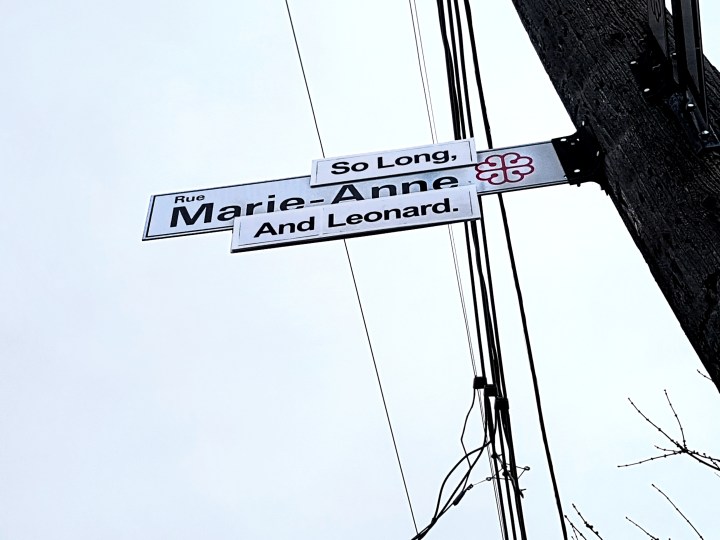 So Long,
Rue
Marie-Anne
And Leonard.